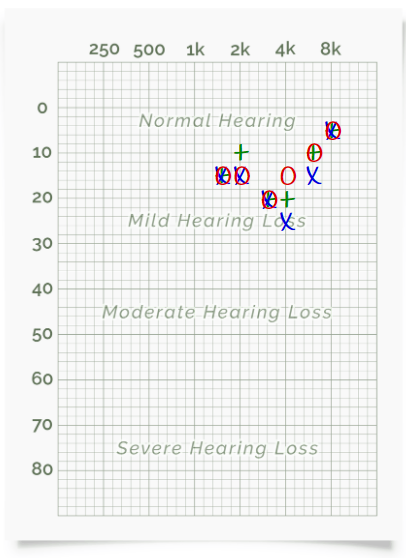 250 500 1k 2k 4k 8k
0
Normal Hearing
10
20
Mild Hearing Loss
30
40
Moderate Hearing Loss
50
60
70
Severe Hearing Loss
80